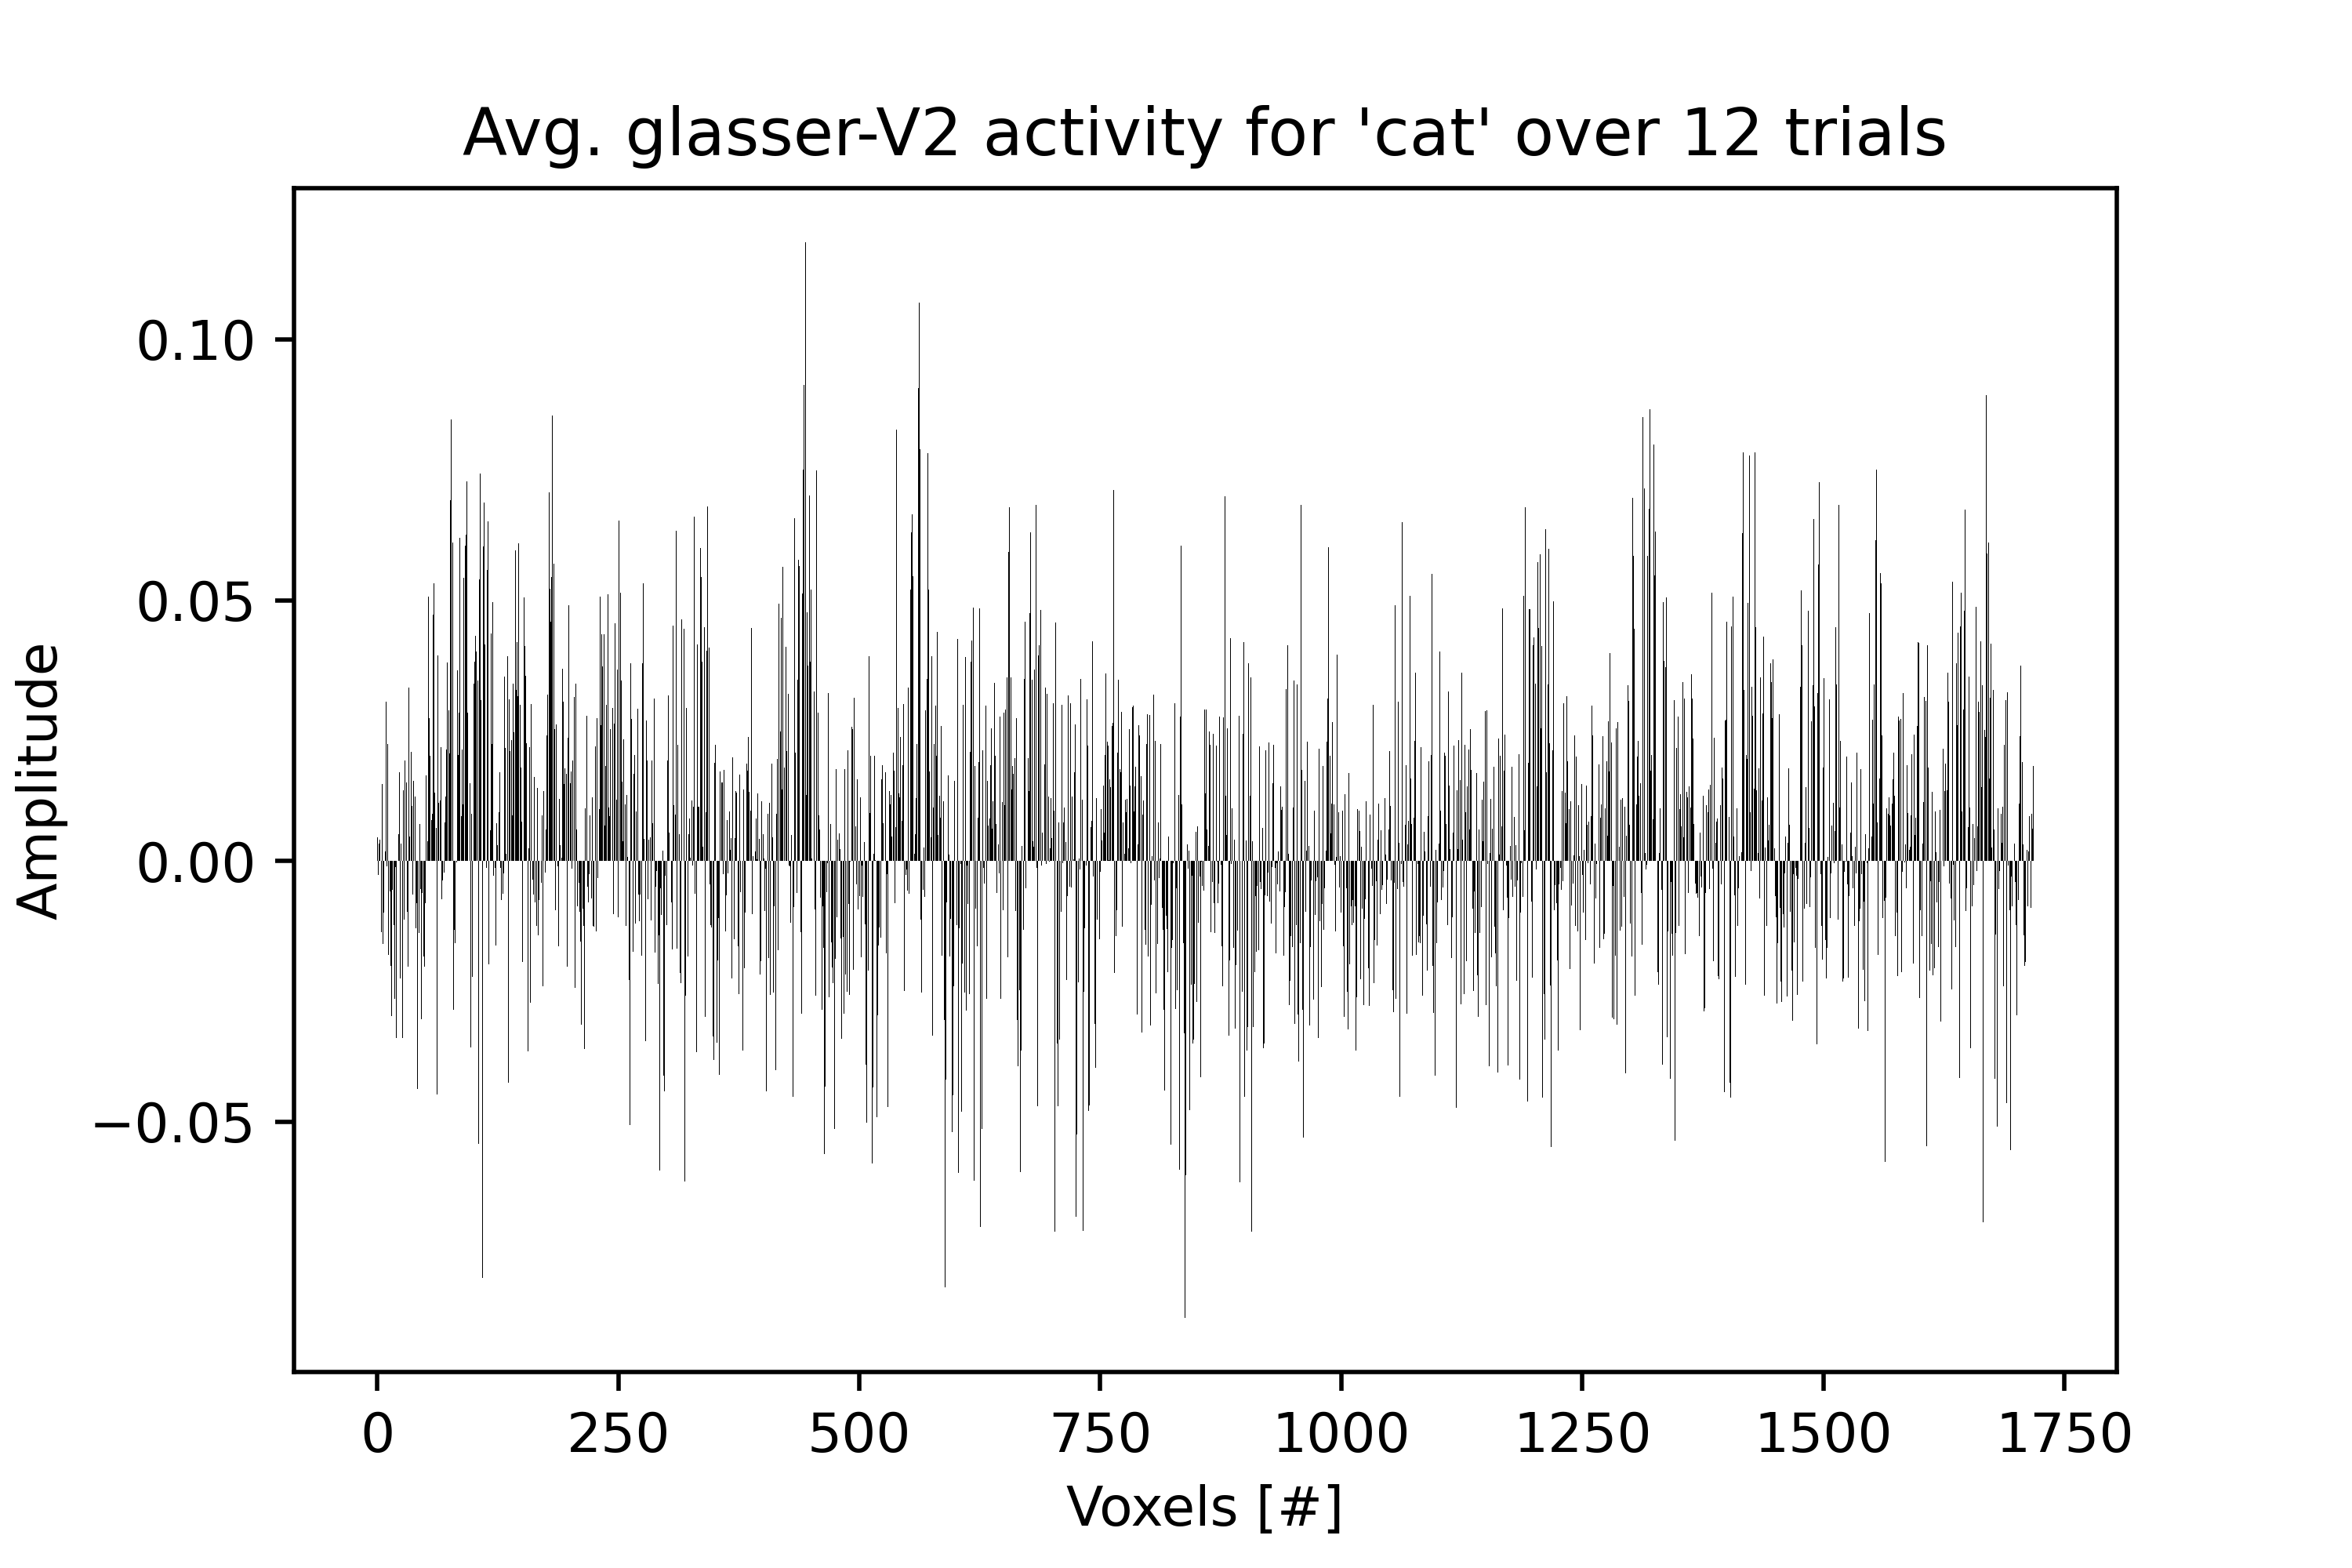 Avg. glasser-V2 activity for 'cat' over 12 trials
Amplitude
0.10
0.05
0.00
−0.05
0 250 500 750 1000 1250 1500 1750
Voxels [#]